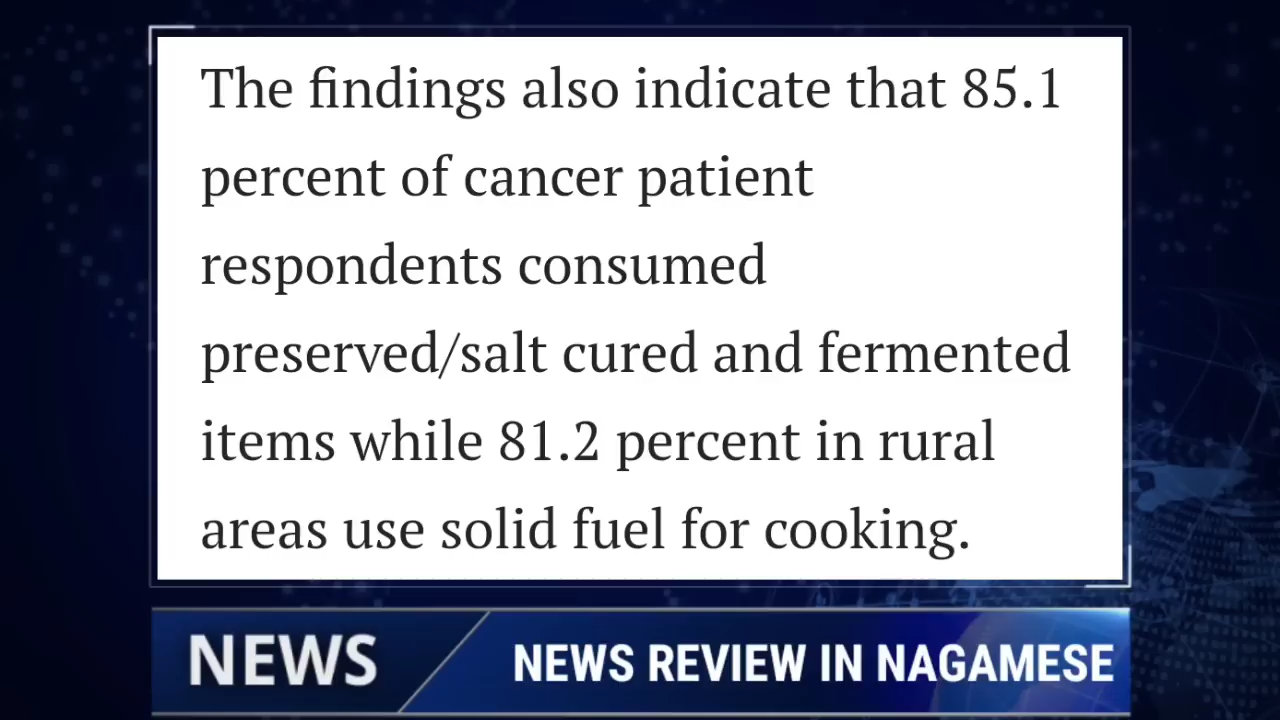 The findings also indicate that 85.1
percent of cancer patient
respondents consumed
preserved/salt cured and fermented
items while 81.2 percent in rural
areas use solid fuel for cooking.
NEWS
NEWS REVIEW IN NAGAMESE